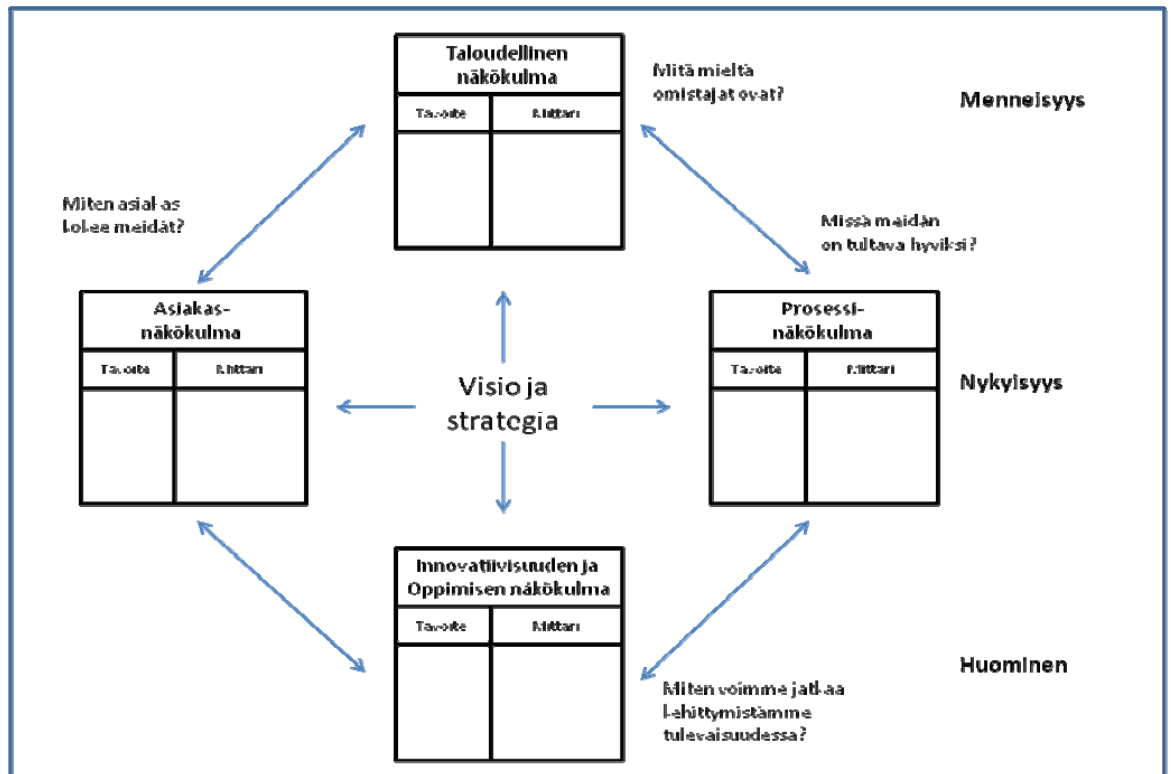 Taloudellinen
näkökulma
Tavoite Mittari
Mitä mieltä
omistajat ovat?
Menneisyys
Miten asiakas
kokee meidät?
Missä meidän
on tultava hyviksi?
Asiakas-
näkökulma
Tavoite Mittari
Visio ja
strategia
Prosessi-
näkökulma
Tavoite Mittari
Nykyisyys
Innovatiivisuuden ja
Oppimisen näkökulma
Tavoite Mittari
Miten voimme jatkaa
kehittymistämme
tulevaisuudessa?
Huominen